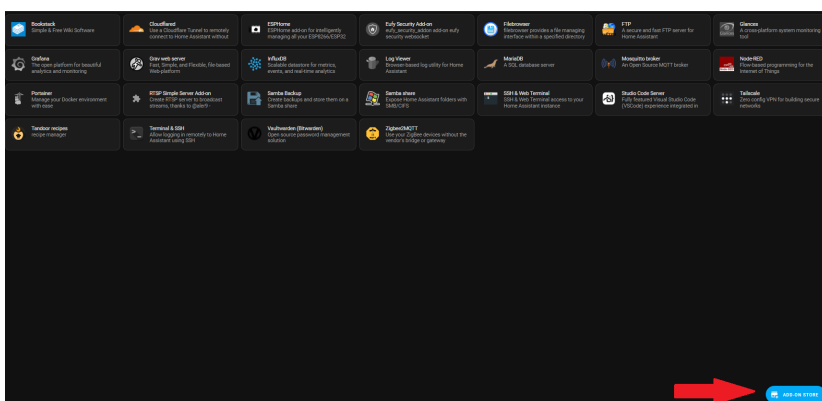 Bookstack
Simple & Free Wiki Software
Cloudflared
Use a Cloudflare Tunnel to remotely
connect to Home Assistant without
ESPHome
ESPHome add-on for intelligently
managing all your ESP8266/ESP32
Eufy Security Add-on
eufy_security_addon add-on eufy
security websocket
Filebrowser
filebrowser provides a file managing
interface within a specified directory
FTP
A secure and fast FTP server for
Home Assistant
Glances
A cross-platform system monitoring
tool
Grafana
The open platform for beautiful
analytics and monitoring
Grav web server
Fast, Simple, and Flexible, file-based
Web-platform
InfluxDB
Scalable datastore for metrics,
events, and real-time analytics
Log Viewer
Browser-based log utility for Home
Assistant
MariaDB
A SQL database server
Mosquitto broker
An Open Source MQTT broker
Node-RED
Flow-based programming for the
Internet of Things
Portainer
Manage your Docker environment
with ease
RTSP Simple Server Add-on
Create RTSP server to broadcast
streams, thanks to
Samba Backup
Create backups and store them on a
Samba share
Samba share
Expose Home Assistant folders with
SMB/CIFS
SSH & Web Terminal
SSH & Web Terminal access to your
Home Assistant instance
Studio Code Server
Fully featured Visual Studio Code
(VSCode) experience integrated in
Tailscale
Zero config VPN for building secure
networks
Tandoor recipes
recipe manager
Terminal & SSH
Allow logging in remotely to Home
Assistant using SSH
Vaultwarden (Bitwarden)
Open source password management
solution
Zigbee2MQTT
Use your ZigBee devices without the
vendor's bridge or gateway
ADD-ON STORE